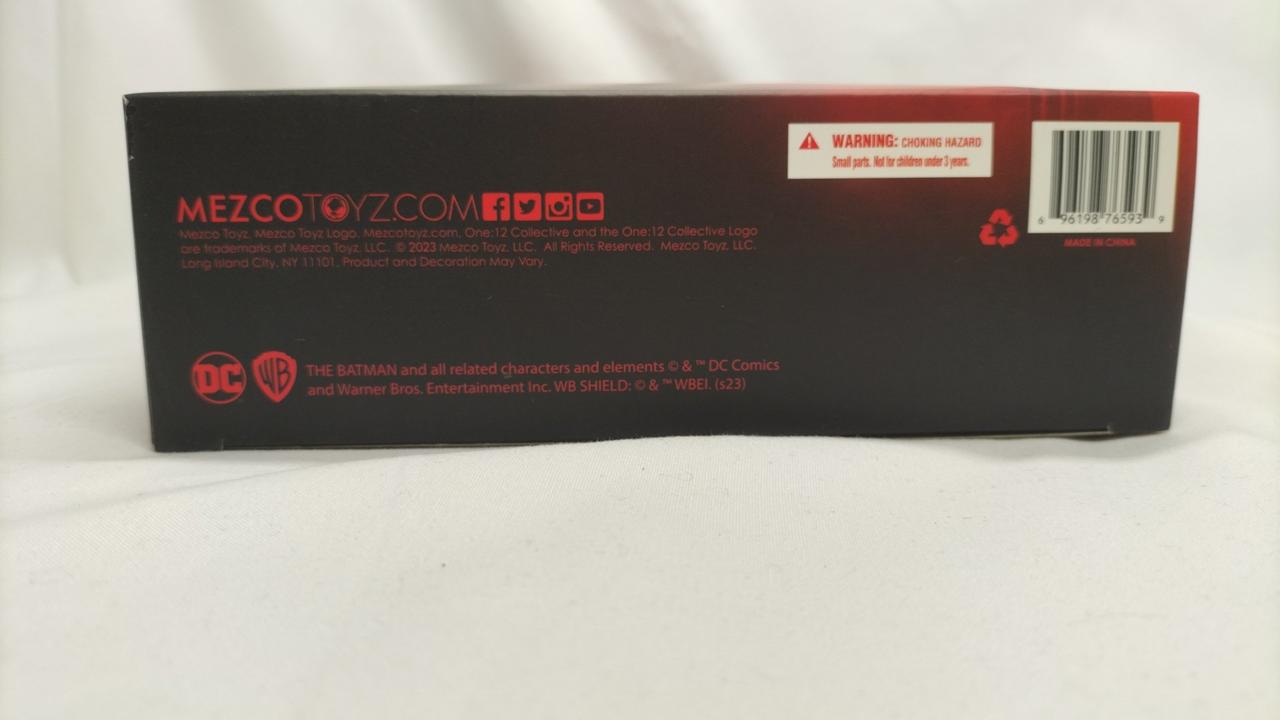 WARNING: CHOKING HAZARD
Small parts. Not for children under 3 years.
6 96198 76593 9
MADE IN CHINA
MEZCOTOYZ.COM
Mezco Toyz, Mezco Toyz Logo, Mezcotoyz.com, One:12 Collective and the One:12 Collective Logo
are trademarks of Mezco Toyz, LLC. © 2023 Mezco Toyz, LLC. All Rights Reserved. Mezco Toyz, LLC.
Long Island City, NY 11101. Product and Decoration May Vary.
DC
WB
THE BATMAN and all related characters and elements © & ™ DC Comics
and Warner Bros. Entertainment Inc. WB SHIELD: © & ™ WBEI. (s23)